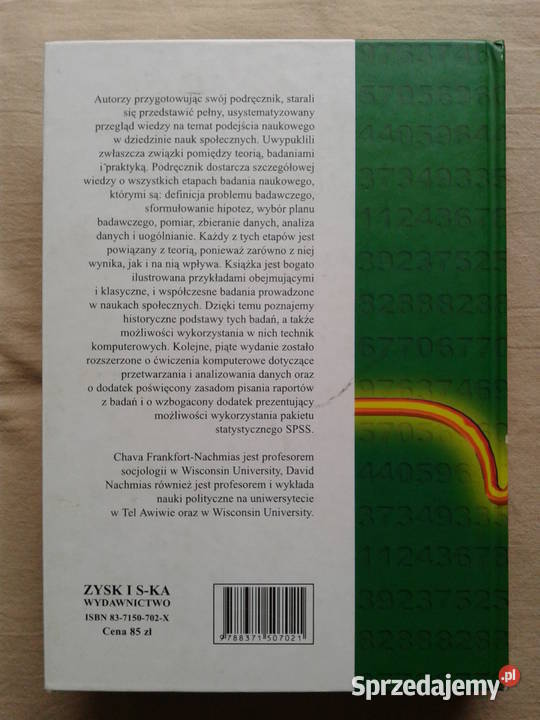 Autorzy przygotowując swój podręcznik, starali
się przedstawić pełny, usystematyzowany
przegląd wiedzy na temat podejścia naukowego
w dziedzinie nauk społecznych. Uwypuklili
zwłaszcza związki pomiędzy teorią, badaniami
i praktyką. Podręcznik dostarcza szczegółowej
wiedzy o wszystkich etapach badania naukowego,
którymi są: definicja problemu badawczego,
sformułowanie hipotez, wybór planu
badawczego, pomiar, zbieranie danych, analiza
danych i uogólnianie. Każdy z tych etapów jest
powiązany z teorią, ponieważ zarówno z niej
wynika, jak i na nią wpływa. Książka jest bogato
ilustrowana przykładami obejmującymi
i klasyczne, i współczesne badania prowadzone
w naukach społecznych. Dzięki temu poznajemy
historyczne podstawy tych badań, a także
możliwości wykorzystania w nich technik
komputerowych. Kolejne, piąte wydanie zostało
rozszerzone o ćwiczenia komputerowe dotyczące
przetwarzania i analizowania danych oraz
o dodatek poświęcony zasadom pisania raportów
z badań i o wzbogacony dodatek prezentujący
możliwości wykorzystania pakietu
statystycznego SPSS.
Chava Frankfort-Nachmias jest profesorem
socjologii w Wisconsin University, David
Nachmias również jest profesorem i wykłada
nauki polityczne na uniwersytecie
w Tel Awiwie oraz w Wisconsin University.
ZYSK I S-KA
WYDAWNICTWO
ISBN 83-7150-702-X
Cena 85 zł
9 788371 507021
Sprzedajemy.pl